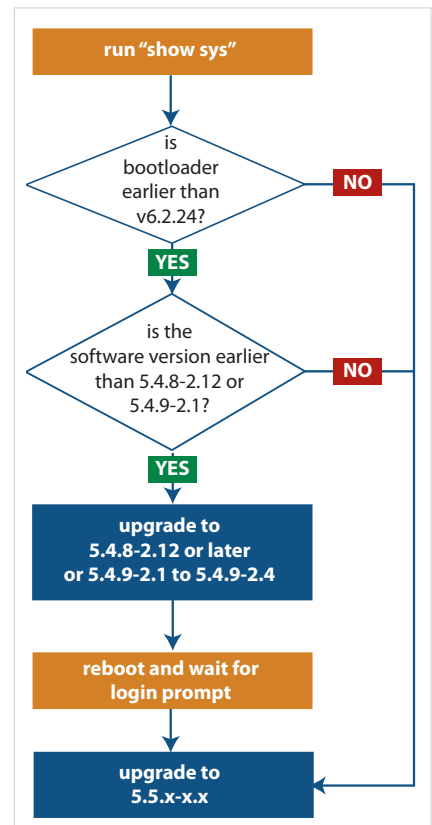 run “show sys”
is
bootloader
earlier than
v6.2.24?
NO
YES
is the
software version earlier
than 5.4.8-2.12 or
5.4.9-2.1?
NO
YES
upgrade to
5.4.8-2.12 or later
or 5.4.9-2.1 to 5.4.9-2.4
reboot and wait for
login prompt
upgrade to
5.5.x-x.x